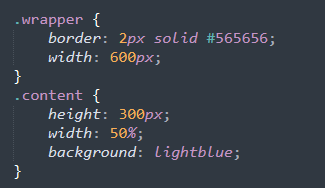 .wrapper {
    border: 2px solid #565656;
    width: 600px;
}
.content {
    height: 300px;
    width: 50%;
    background: lightblue;
}